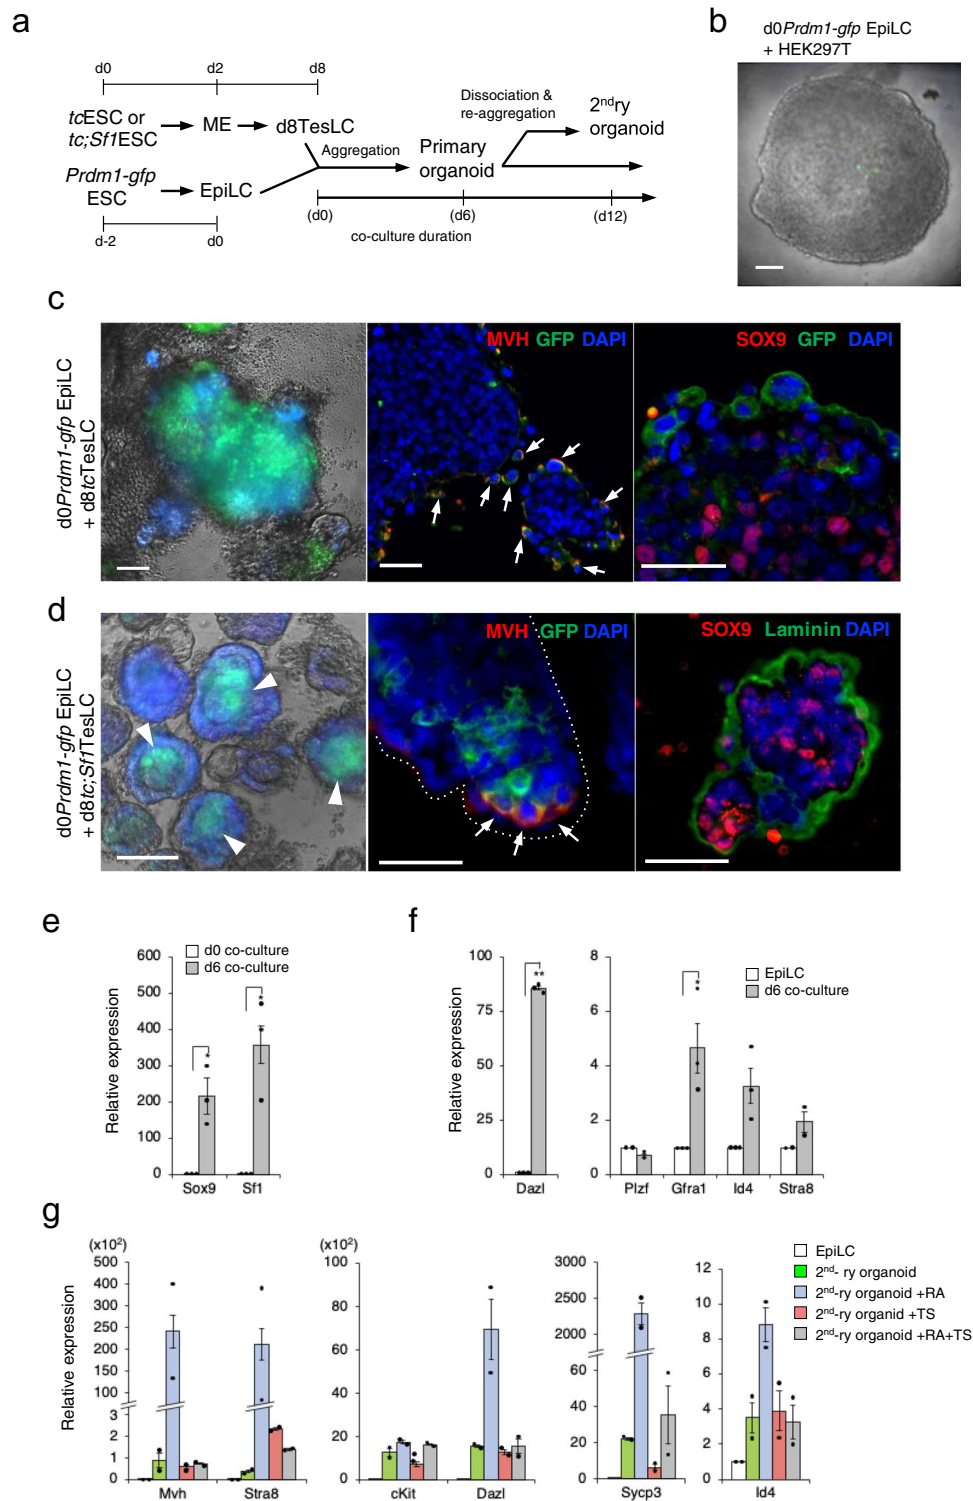 a
d0
d2
d8
tcESC or
tc;Sf1ESC
ME
d8TesLC
Aggregation
Prdm1-gfp
ESC
EpiLC
d-2
d0
Primary
organoid
Dissociation &
re-aggregation
2ndry
organoid
(d0)
(d6)
(d12)
co-culture duration
b
d0Prdm1-gfp EpiLC
+ HEK297T
c
d0Prdm1-gfp EpiLC
+ d8tcTesLC
MVH GFP DAPI
SOX9 GFP DAPI
d
d0Prdm1-gfp EpiLC
+ d8tc;Sf1TesLC
MVH GFP DAPI
SOX9 Laminin DAPI
e
d0 co-culture
d6 co-culture
Relative expression
600
500
400
300
200
100
0
*
*
Sox9
Sf1
f
EpiLC
d6 co-culture
Relative expression
100
75
50
25
0
**
Dazl
8
6
4
2
0
*
Plzf
Gfra1
Id4
Stra8
g
EpiLC
2nd- ry organoid
2nd-ry organoid +RA
2nd-ry organid +TS
2nd-ry organoid +RA+TS
Relative expression
(x10²)
500
450
400
350
300
250
200
150
100
3
2
1
0
Mvh
Stra8
(x10²)
100
80
60
40
20
0
cKit
Dazl
3000
2500
2000
60
40
20
0
Sycp3
12
10
8
6
4
2
0
Id4